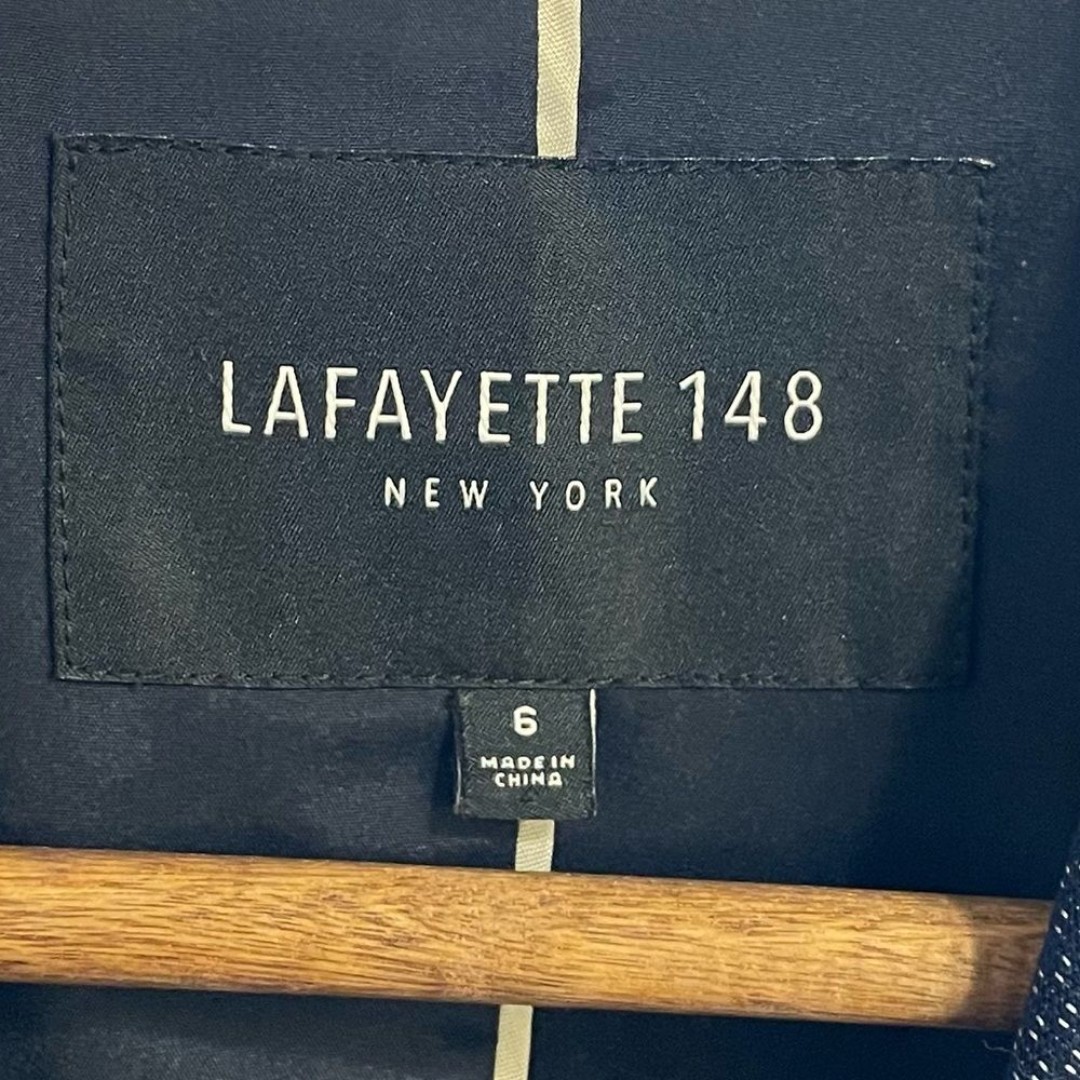 LAFAYETTE 148
NEW YORK
6
MADE IN
CHINA